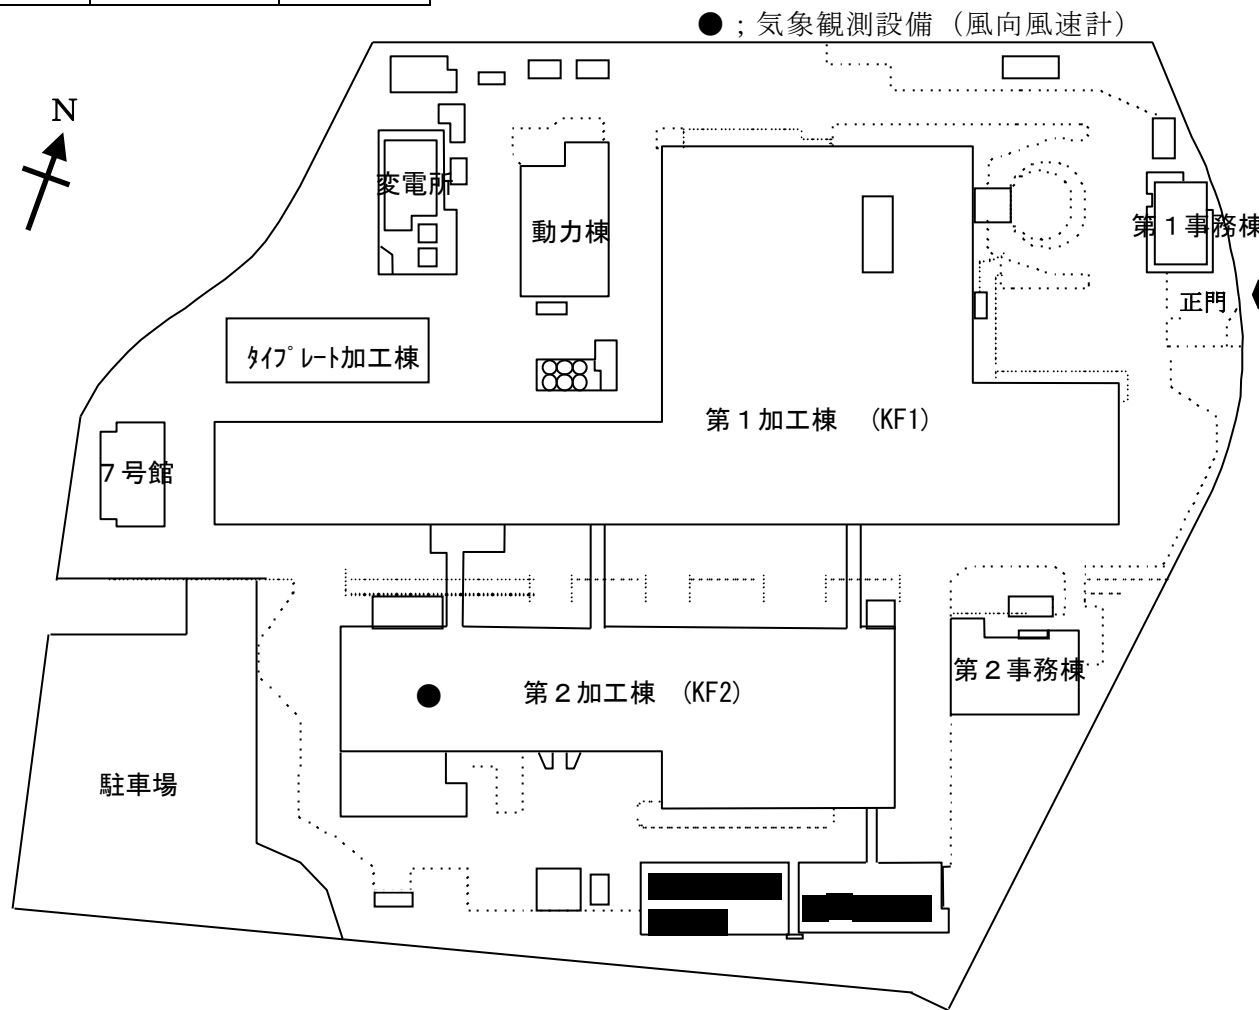 ●；気象観測設備（風向風速計）
N
変電所
動力棟
第１事務棟
正門
ﾀｲﾌﾟﾚｰﾄ加工棟
第１加工棟　(KF1)
７号館
第２事務棟
第２加工棟　(KF2)
駐車場